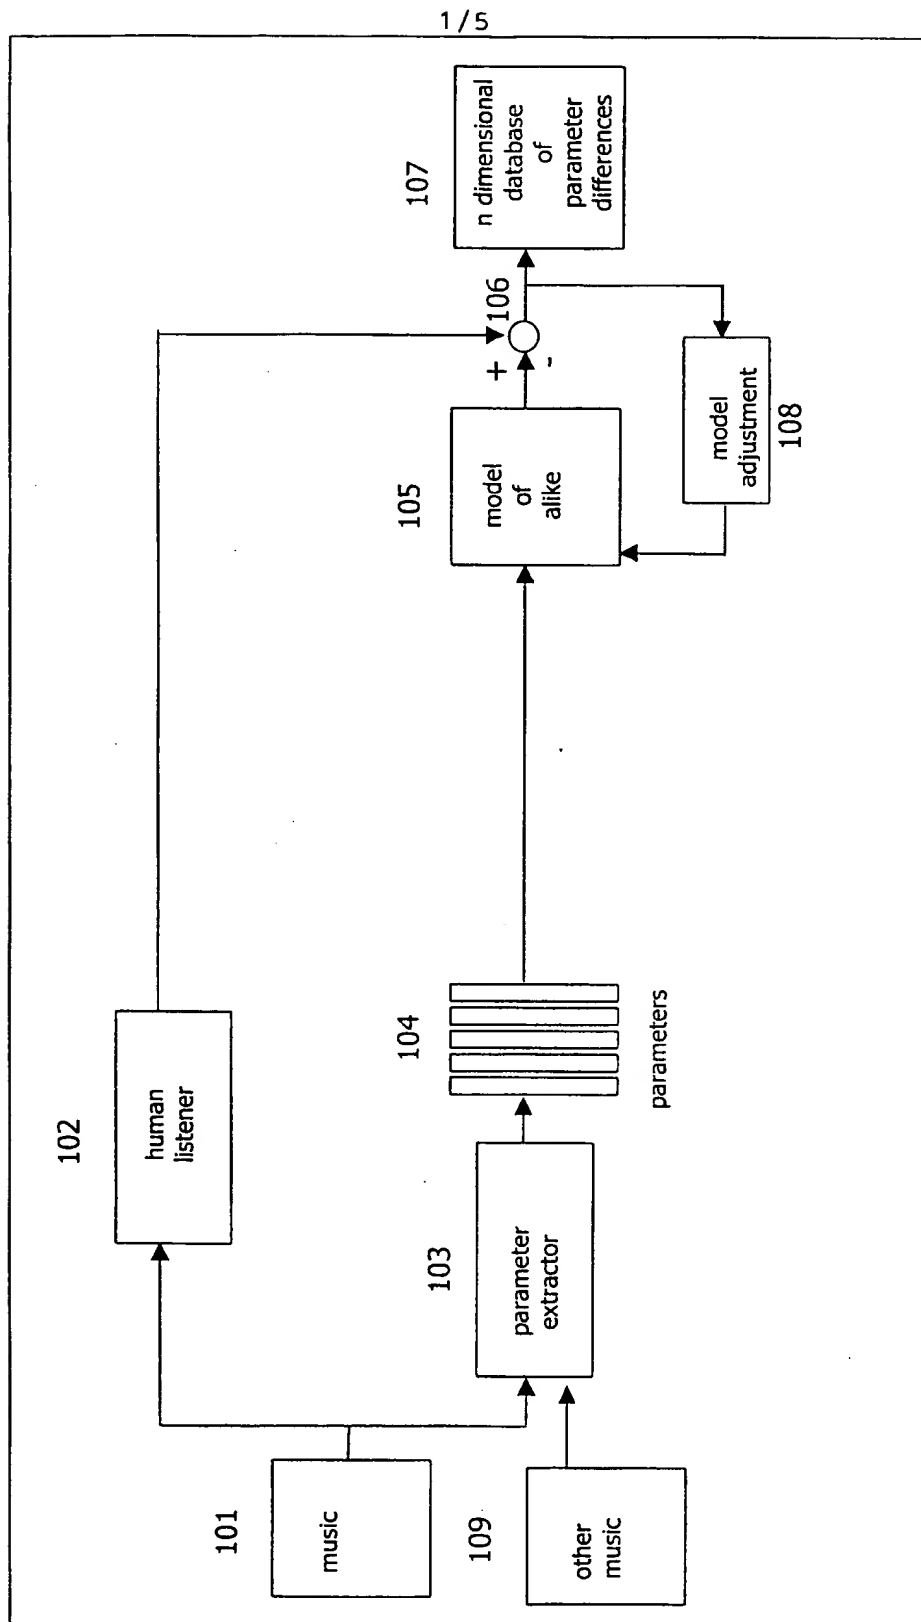 1/5
101
music
109
other
music
102
human
listener
103
parameter
extractor
104
parameters
105
model
of
alike
+
-
106
107
n dimensional
database
of
parameter
differences
model
adjustment
108